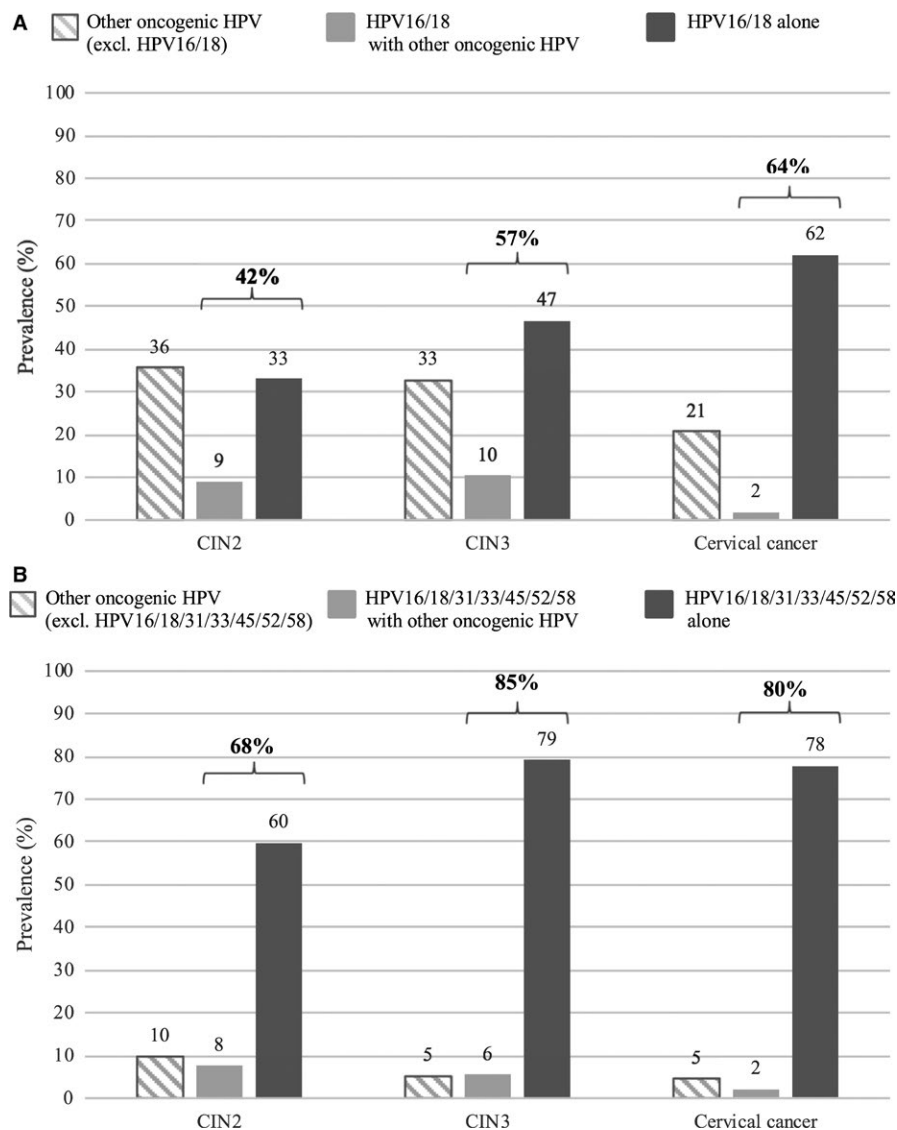 A
Other oncogenic HPV
(excl. HPV16/18)
HPV16/18
with other oncogenic HPV
HPV16/18 alone
Prevalence (%)
100
90
80
70
60
50
40
30
20
10
0
42%
57%
64%
36
9
33
33
10
47
21
2
62
CIN2
CIN3
Cervical cancer
B
Other oncogenic HPV
(excl. HPV16/18/31/33/45/52/58)
HPV16/18/31/33/45/52/58
with other oncogenic HPV
HPV16/18/31/33/45/52/58
alone
Prevalence (%)
100
90
80
70
60
50
40
30
20
10
0
68%
85%
80%
10
8
60
5
6
79
5
2
78
CIN2
CIN3
Cervical cancer